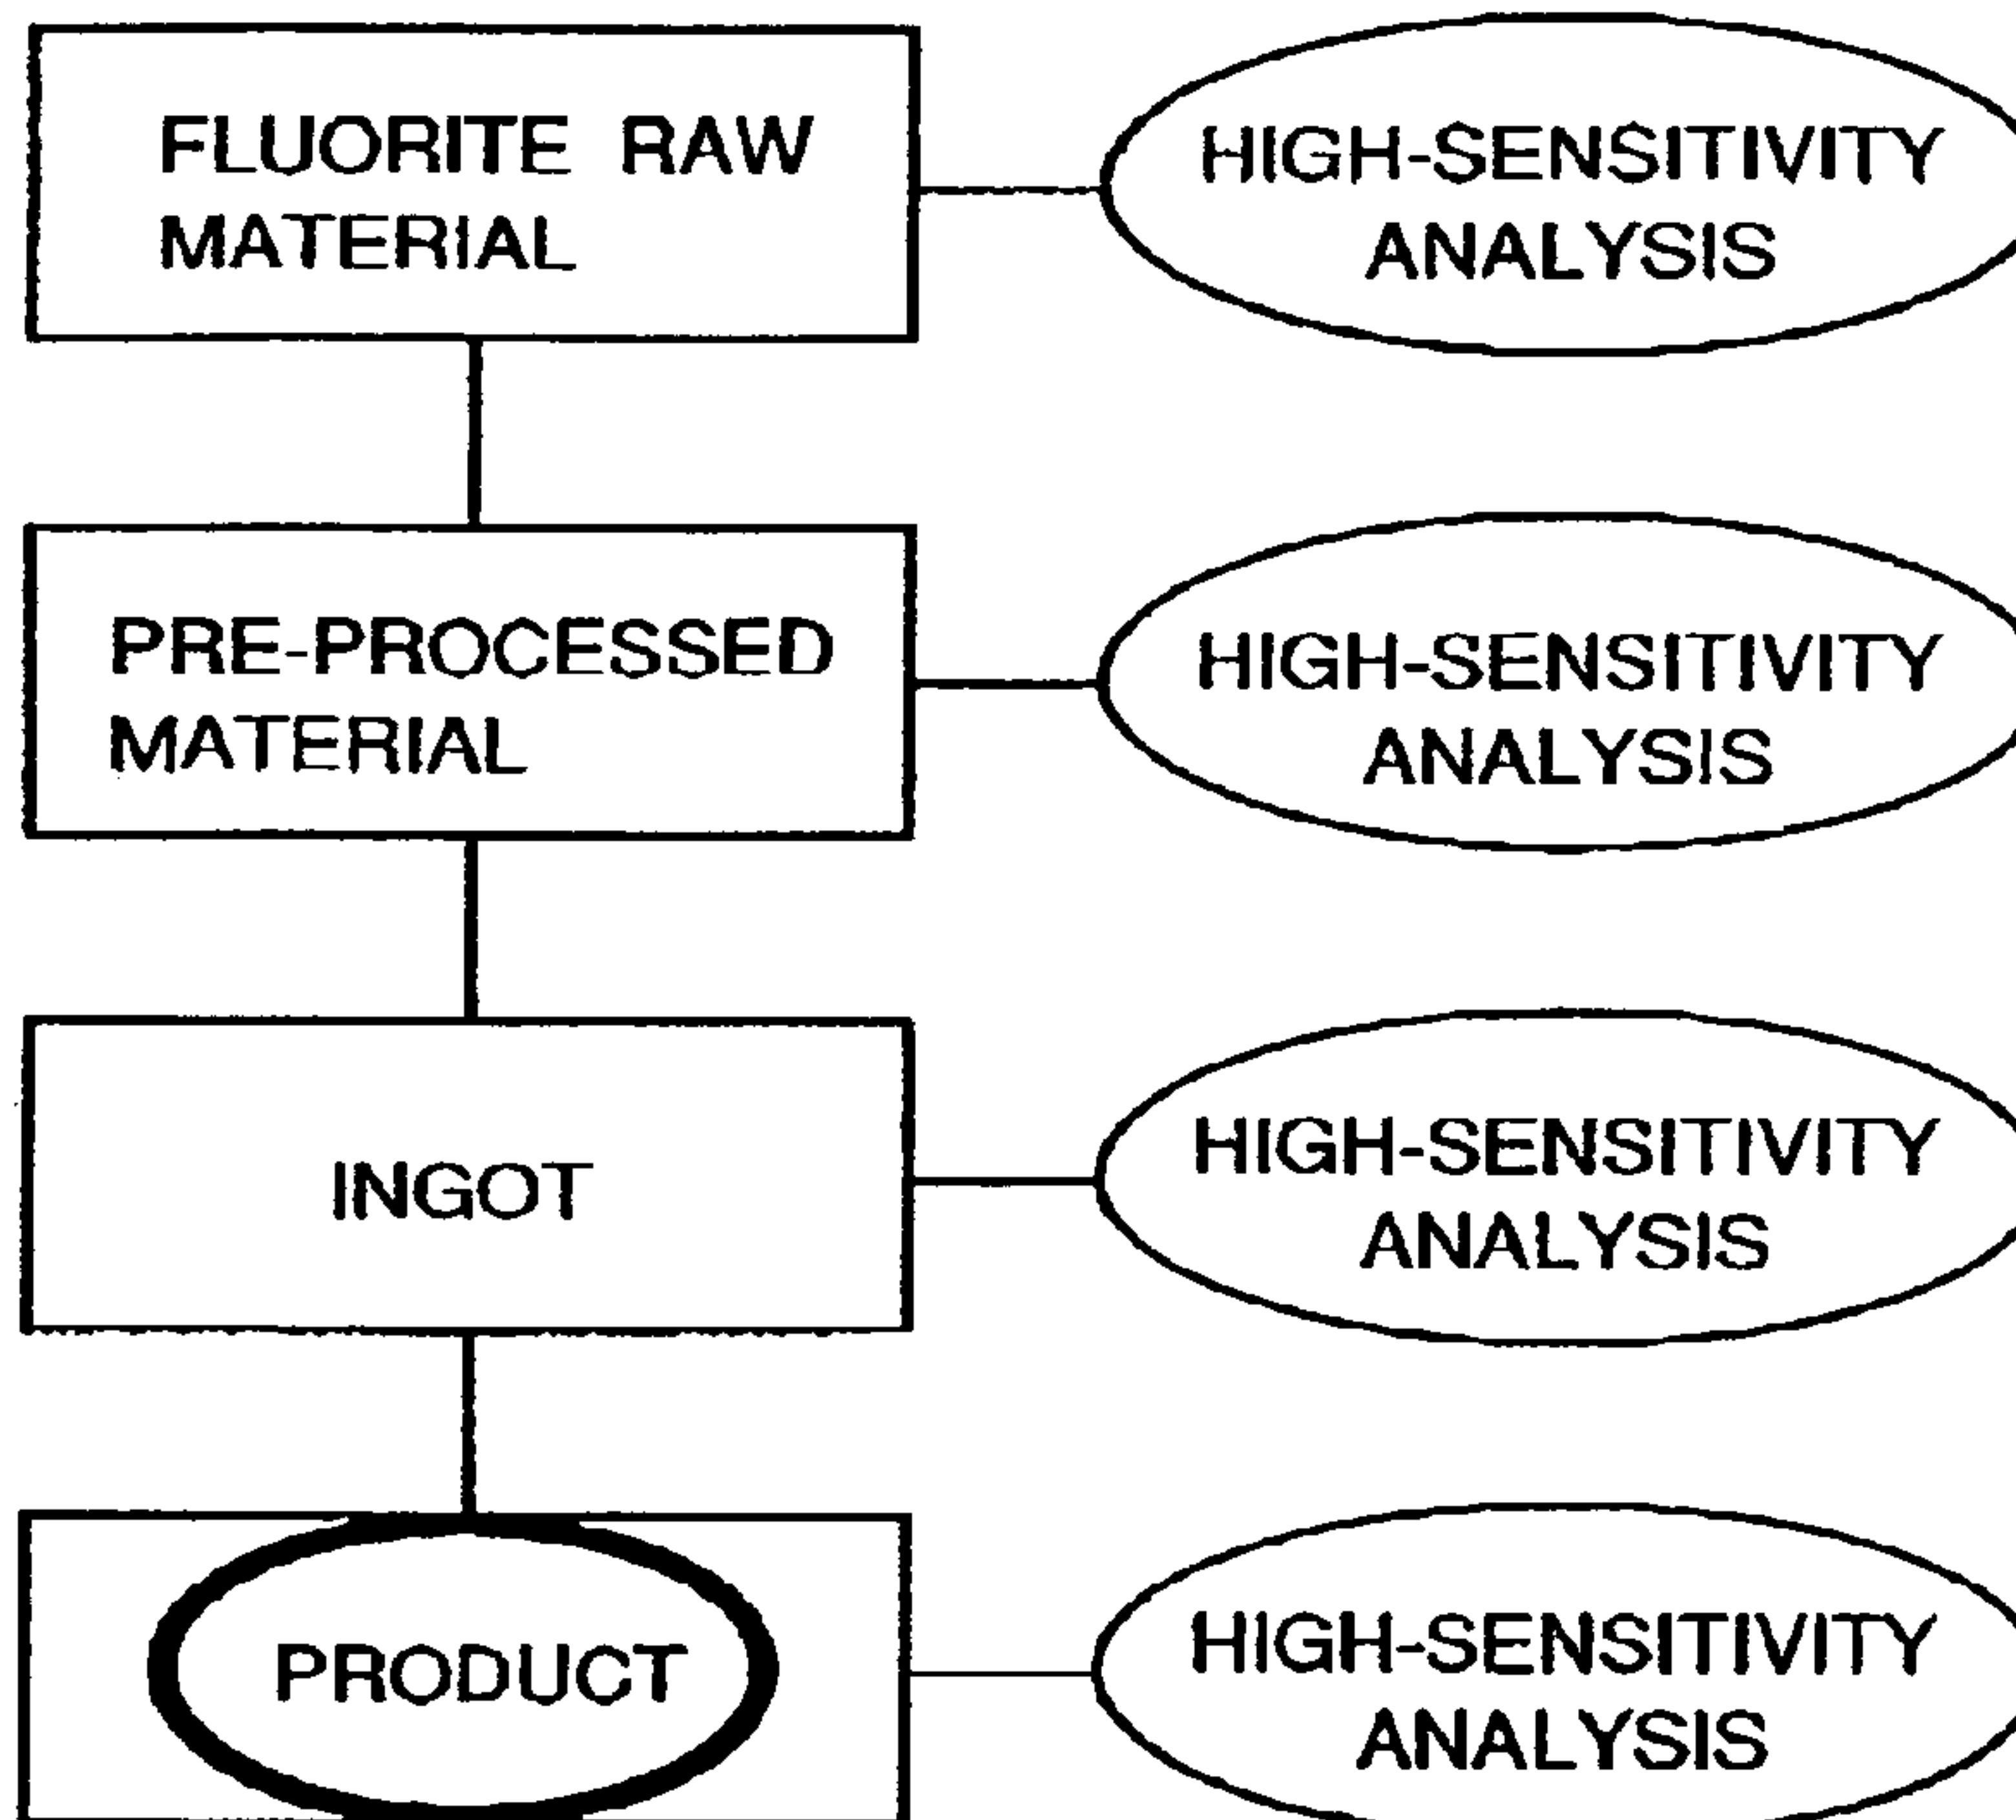 FLUORITE RAW
MATERIAL
HIGH-SENSITIVITY
ANALYSIS
PRE-PROCESSED
MATERIAL
HIGH-SENSITIVITY
ANALYSIS
INGOT
HIGH-SENSITIVITY
ANALYSIS
PRODUCT
HIGH-SENSITIVITY
ANALYSIS